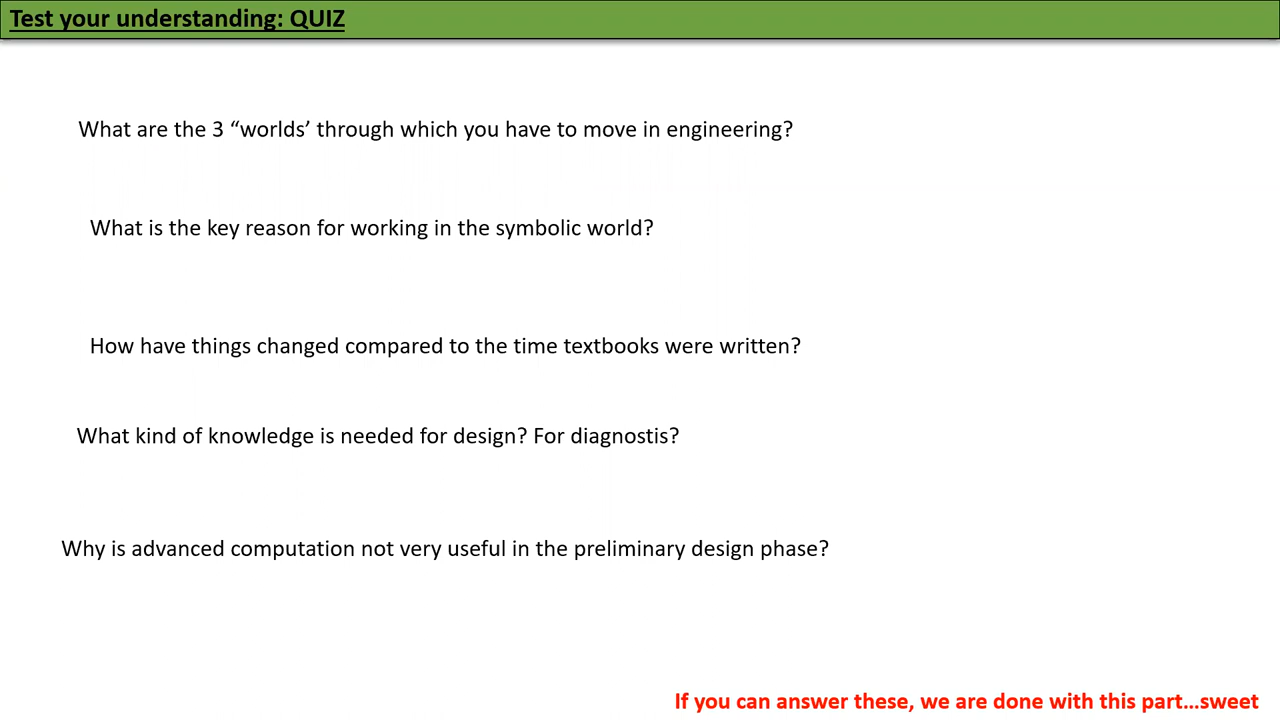 Test your understanding: QUIZ
What are the 3 “worlds’ through which you have to move in engineering?
What is the key reason for working in the symbolic world?
How have things changed compared to the time textbooks were written?
What kind of knowledge is needed for design? For diagnostis?
Why is advanced computation not very useful in the preliminary design phase?
If you can answer these, we are done with this part...sweet